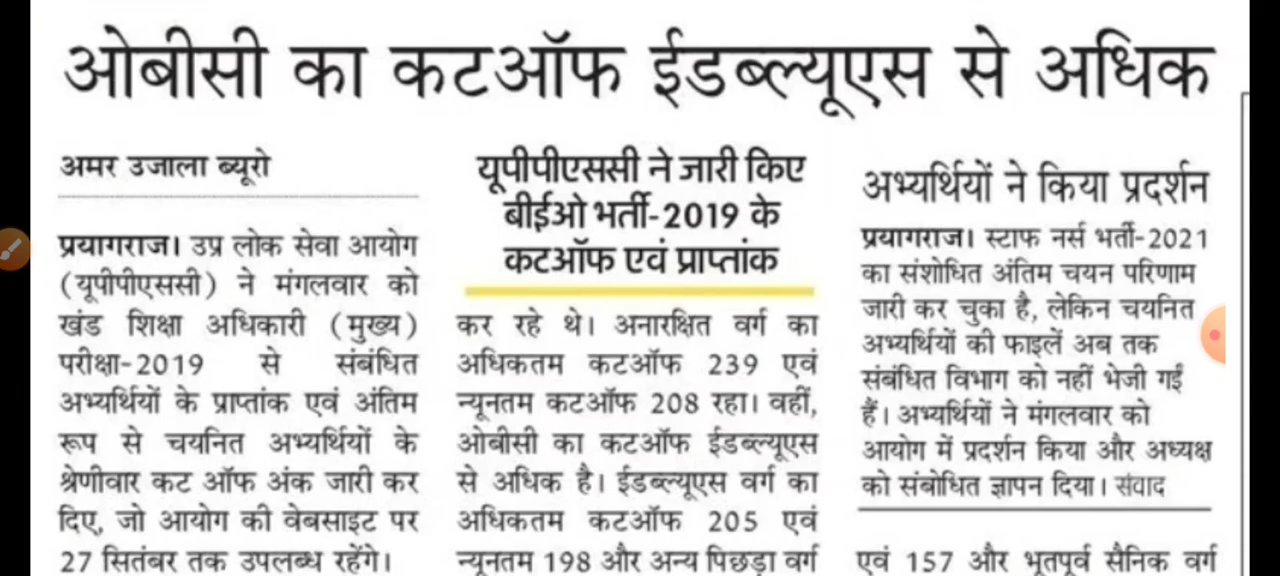 ओबीसी का कटऑफ ईडब्ल्यूएस से अधिक
अमर उजाला ब्यूरो
प्रयागराज। उप्र लोक सेवा आयोग
(यूपीपीएससी) ने मंगलवार को
खंड शिक्षा अधिकारी (मुख्य)
परीक्षा-2019 से संबंधित
अभ्यर्थियों के प्राप्तांक एवं अंतिम
रूप से चयनित अभ्यर्थियों के
श्रेणीवार कट ऑफ अंक जारी कर
दिए, जो आयोग की वेबसाइट पर
27 सितंबर तक उपलब्ध रहेंगे।
यूपीपीएससी ने जारी किए
बीईओ भर्ती-2019 के
कटऑफ एवं प्राप्तांक
कर रहे थे। अनारक्षित वर्ग का
अधिकतम कटऑफ 239 एवं
न्यूनतम कटऑफ 208 रहा। वहीं,
ओबीसी का कटऑफ ईडब्ल्यूएस
से अधिक है। ईडब्ल्यूएस वर्ग का
अधिकतम कटऑफ 205 एवं
न्यूनतम 198 और अन्य पिछड़ा वर्ग
अभ्यर्थियों ने किया प्रदर्शन
प्रयागराज। स्टाफ नर्स भर्ती-2021
का संशोधित अंतिम चयन परिणाम
जारी कर चुका है, लेकिन चयनित
अभ्यर्थियों की फाइलें अब तक
संबंधित विभाग को नहीं भेजी गईं
हैं। अभ्यर्थियों ने मंगलवार को
आयोग में प्रदर्शन किया और अध्यक्ष
को संबोधित ज्ञापन दिया। संवाद
एवं 157 और भूतपूर्व सैनिक वर्ग